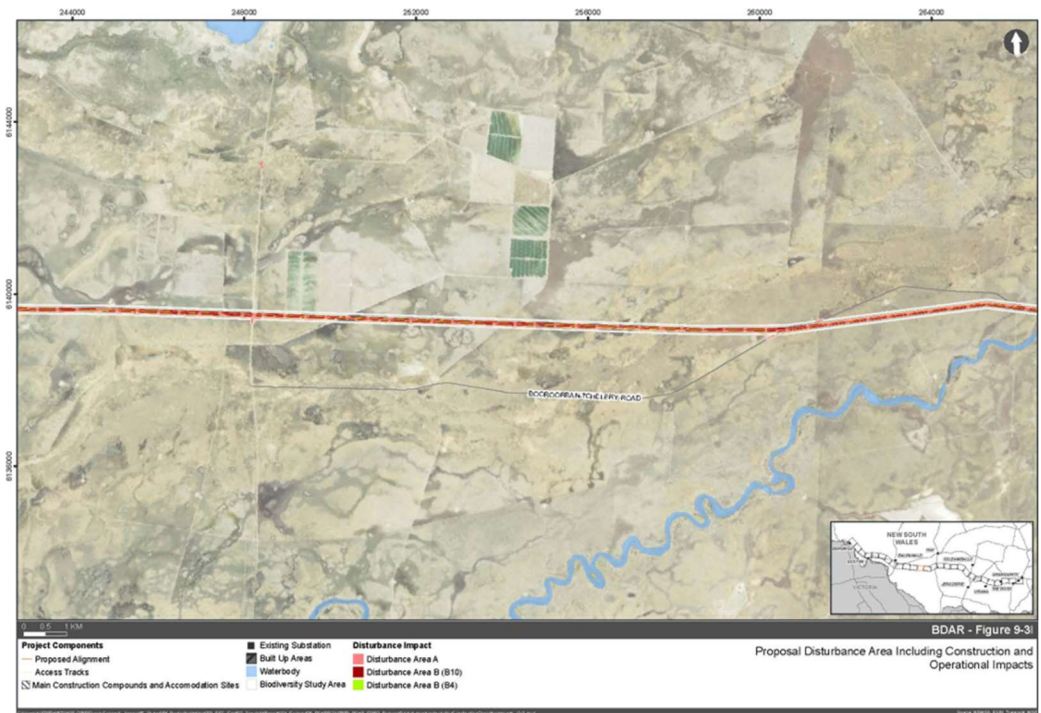 244000
248000
252000
256000
260000
264000
6144000
6140000
6136000
BOOROORBAN-TCHELERY ROAD
NEW SOUTH
WALES
VICTORIA
0 0.5 1 KM
BDAR - Figure 9-3l
Project Components
Proposed Alignment
Access Tracks
Main Construction Compounds and Accomodation Sites
Existing Substation
Built Up Areas
Waterbody
Biodiversity Study Area
Disturbance Impact
Disturbance Area A
Disturbance Area B (B10)
Disturbance Area B (B4)
Proposal Disturbance Area Including Construction and
Operational Impacts